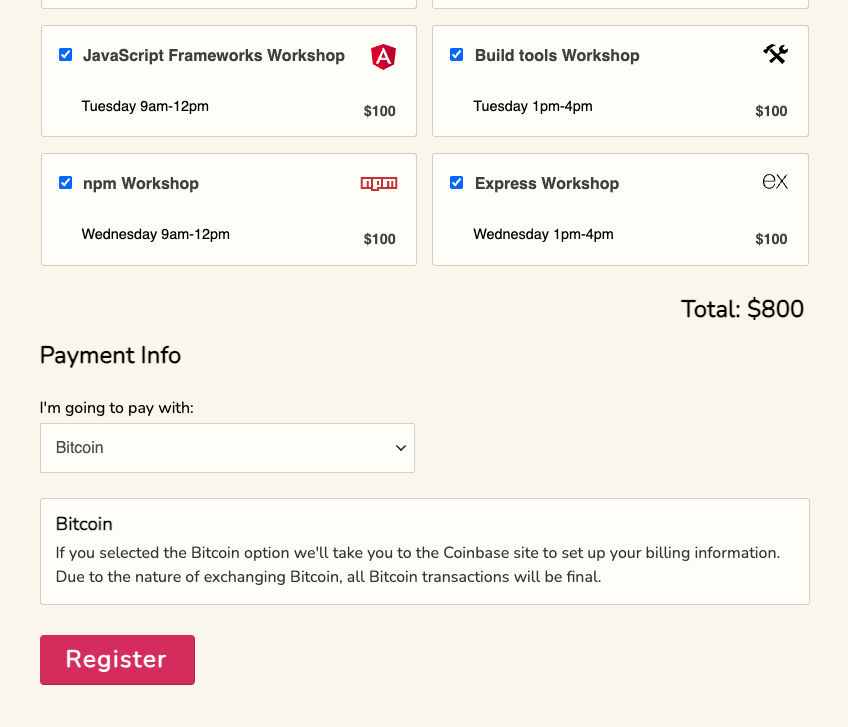 JavaScript Frameworks Workshop
A
Tuesday 9am-12pm
$100
Build tools Workshop
Tuesday 1pm-4pm
$100
npm Workshop
npm
Wednesday 9am-12pm
$100
Express Workshop
ex
Wednesday 1pm-4pm
$100
Total: $800
Payment Info
I'm going to pay with:
Bitcoin
Bitcoin
If you selected the Bitcoin option we'll take you to the Coinbase site to set up your billing information.
Due to the nature of exchanging Bitcoin, all Bitcoin transactions will be final.
Register